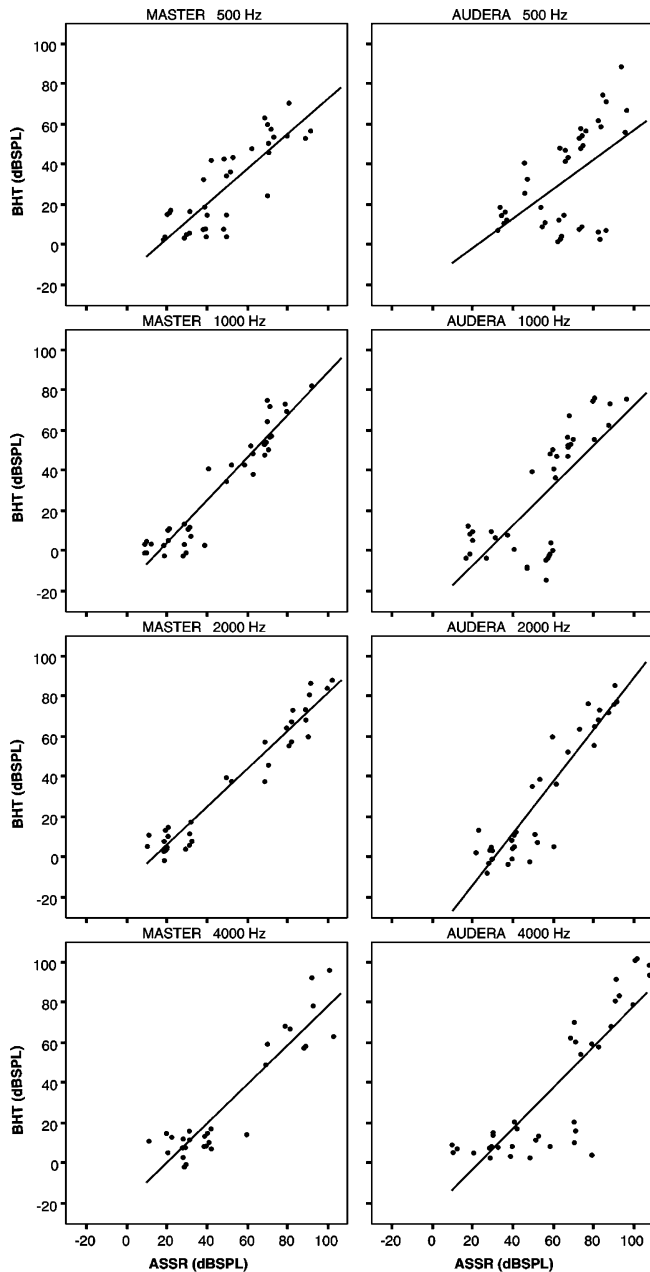 MASTER 500 Hz
AUDERA 500 Hz
BHT (dBSPL)
100
80
60
40
20
0
-20
MASTER 1000 Hz
AUDERA 1000 Hz
BHT (dBSPL)
100
80
60
40
20
0
-20
MASTER 2000 Hz
AUDERA 2000 Hz
BHT (dBSPL)
100
80
60
40
20
0
-20
MASTER 4000 Hz
AUDERA 4000 Hz
BHT (dBSPL)
100
80
60
40
20
0
-20
-20 0 20 40 60 80 100
-20 0 20 40 60 80 100
ASSR (dBSPL)
ASSR (dBSPL)